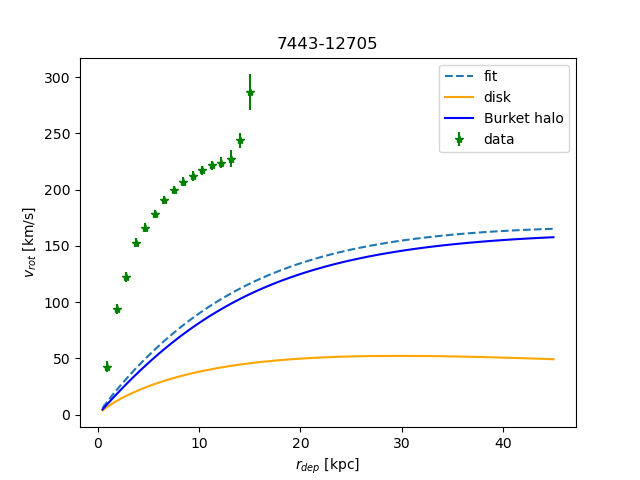 7443-12705
300
250
200
150
100
50
0
v_rot [km/s]
fit
disk
Burket halo
data
0 10 20 30 40
r_dep [kpc]